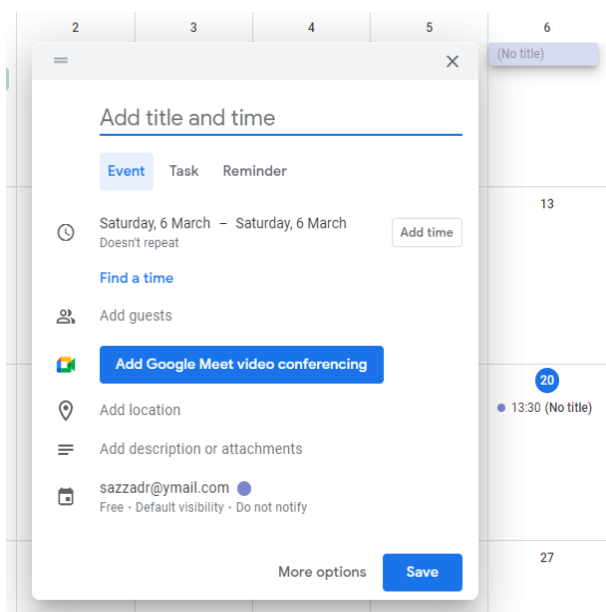 2 3 4 5 6
(No title)
Add title and time
Event Task Reminder
13
Saturday, 6 March – Saturday, 6 March Add time
Doesn't repeat
Find a time
Add guests
Add Google Meet video conferencing
20
Add location
13:30 (No title)
Add description or attachments
sazzadr@ymail.com
Free · Default visibility · Do not notify
27
More options Save